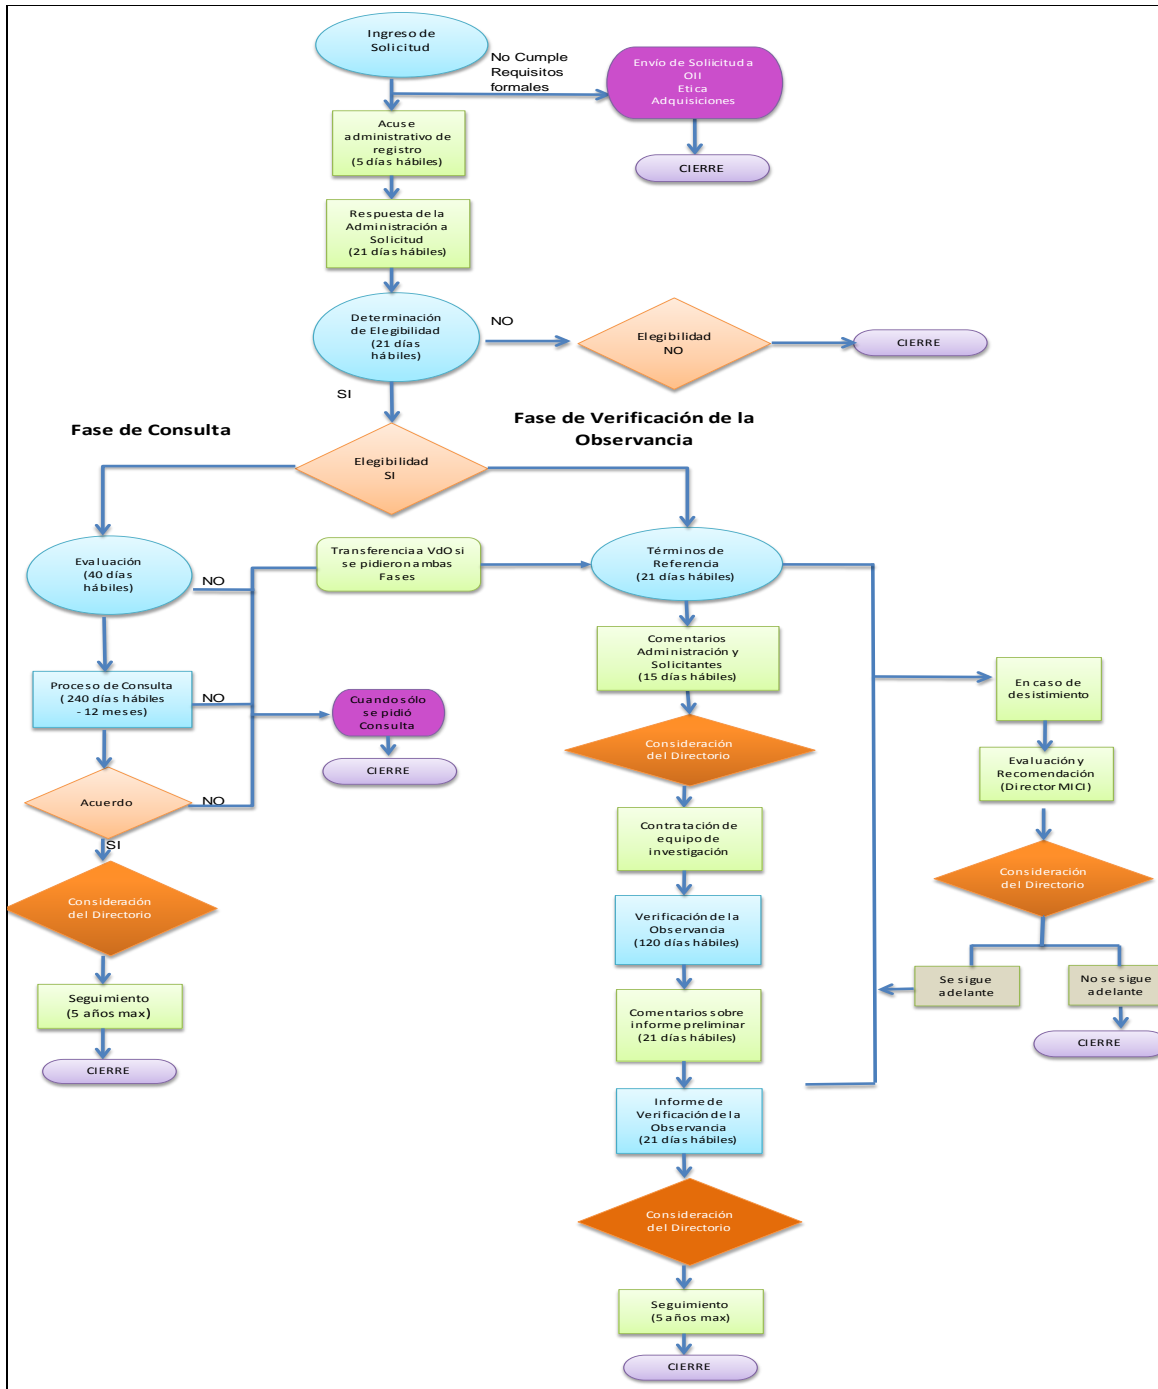 Ingreso de
Solicitud
No Cumple
Requisitos
formales
Envío de Soliicitud a
OII
Etica
Adquisiciones
CIERRE
Acuse
administrativo de
registro
(5 días hábiles)
Respuesta de la
Administración a
Solicitud
(21 días hábiles)
Determinación
de Elegibilidad
(21 días
hábiles)
NO
Elegibilidad
NO
CIERRE
SI
Fase de Consulta
Fase de Verificación de la
Observancia
Elegibilidad
SI
Evaluación
(40 días
hábiles)
NO
Transferencia a VdO si
se pidieron ambas
Fases
Términos de
Referencia
(21 días hábiles)
Comentarios
Administración y
Solicitantes
(15 días hábiles)
Proceso de Consulta
( 240 días hábiles
- 12 meses)
NO
Cuando sólo
se pidió
Consulta
CIERRE
En caso de
desistimiento
Consideración
del Directorio
Evaluación y
Recomendación
(Director MICI)
Acuerdo
NO
SI
Contratación de
equipo de
investigación
Consideración
del Directorio
Consideración
del Directorio
Verificación de la
Observancia
(120 días hábiles)
Se sigue
adelante
No se sigue
adelante
CIERRE
Seguimiento
(5 años max)
CIERRE
Comentarios sobre
informe preliminar
(21 días hábiles)
Informe de
Verificación de la
Observancia
(21 días hábiles)
Consideración
del Directorio
Seguimiento
(5 años max)
CIERRE